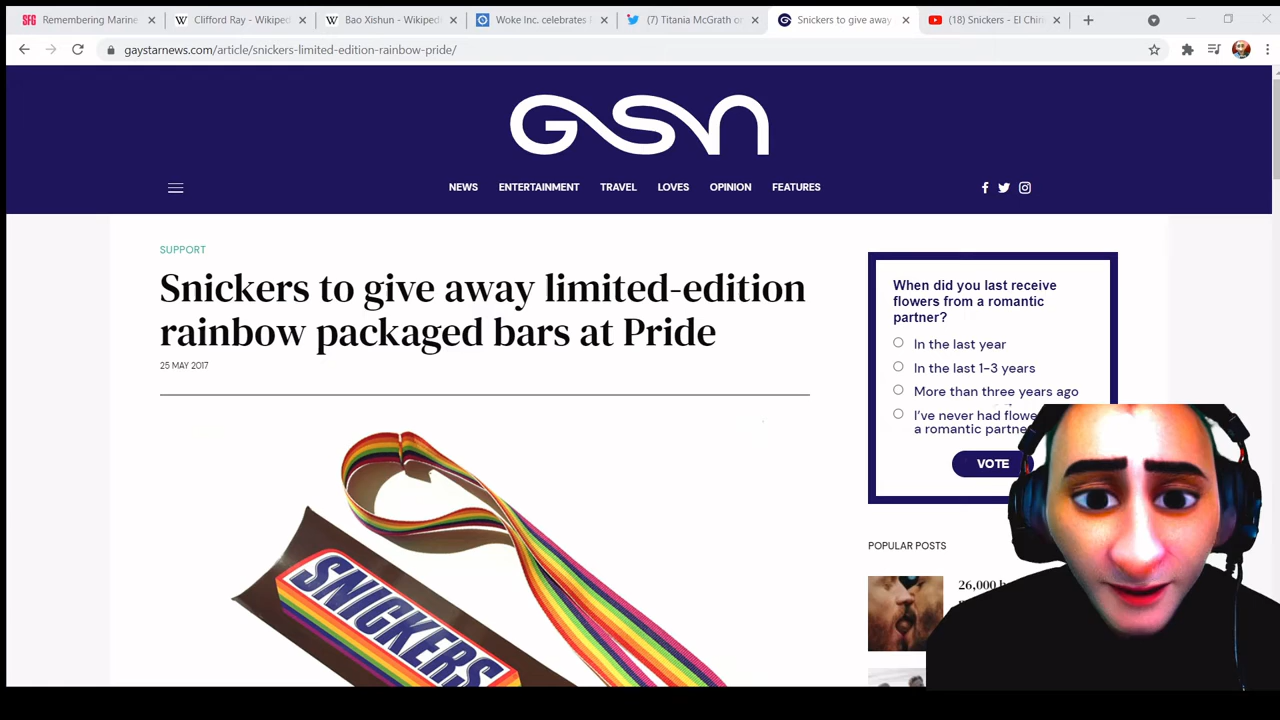 SFG Remembering Marine
W Clifford Ray - Wikiped
W Bao Xishun - Wikiped
Woke Inc. celebrates
(7) Titania McGrath o
Snickers to give away
(18) Snickers - El Chiri
gaystarnews.com/article/snickers-limited-edition-rainbow-pride/
GSN
NEWS ENTERTAINMENT TRAVEL LOVES OPINION FEATURES
SUPPORT
Snickers to give away limited-edition
rainbow packaged bars at Pride
25 MAY 2017
SNICKERS
When did you last receive
flowers from a romantic
partner?
In the last year
In the last 1-3 years
More than three years ago
I've never had flowe
a romantic partne
VOTE
POPULAR POSTS
26,000